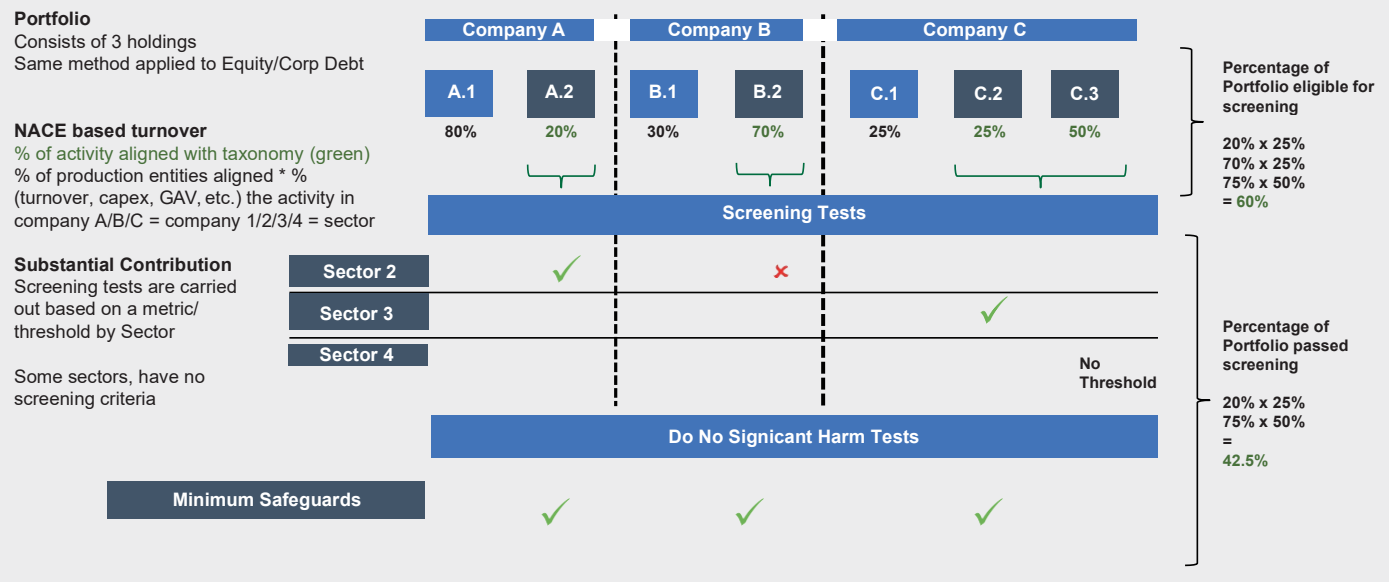 Portfolio
Consists of 3 holdings
Same method applied to Equity/Corp Debt
NACE based turnover
% of activity aligned with taxonomy (green)
% of production entities aligned * %
(turnover, capex, GAV, etc.) the activity in
company A/B/C = company 1/2/3/4 = sector
Substantial Contribution
Screening tests are carried
out based on a metric/
threshold by Sector
Some sectors, have no
screening criteria
Company A
Company B
Company C
A.1
A.2
B.1
B.2
C.1
C.2
C.3
80%
20%
30%
70%
25%
25%
50%
Screening Tests
Sector 2
Sector 3
Sector 4
No
Threshold
Do No Signicant Harm Tests
Minimum Safeguards
Percentage of
Portfolio eligible for
screening
20% x 25%
70% x 25%
75% x 50%
= 60%
Percentage of
Portfolio passed
screening
20% x 25%
75% x 50%
=
42.5%